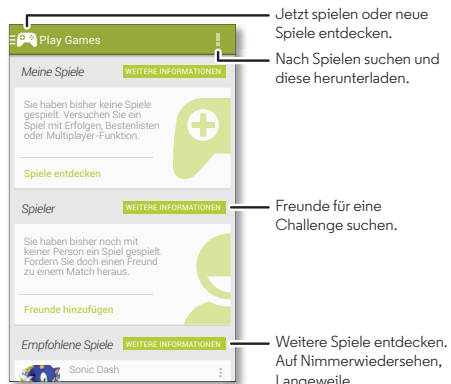 Play Games
Meine Spiele
WEITERE INFORMATIONEN
Sie haben bisher keine Spiele
gespielt. Versuchen Sie ein
Spiel mit Erfolgen, Bestenlisten
oder Multiplayer-Funktion.
Spiele entdecken
Spieler
WEITERE INFORMATIONEN
Sie haben bisher noch mit
keiner Person ein Spiel gespielt.
Fordern Sie doch einen Freund
zu einem Match heraus.
Freunde hinzufügen
Empfohlene Spiele
WEITERE INFORMATIONEN
Sonic Dash
Jetzt spielen oder neue
Spiele entdecken.
Nach Spielen suchen und
diese herunterladen.
Freunde für eine
Challenge suchen.
Weitere Spiele entdecken.
Auf Nimmerwiedersehen,
Langeweile